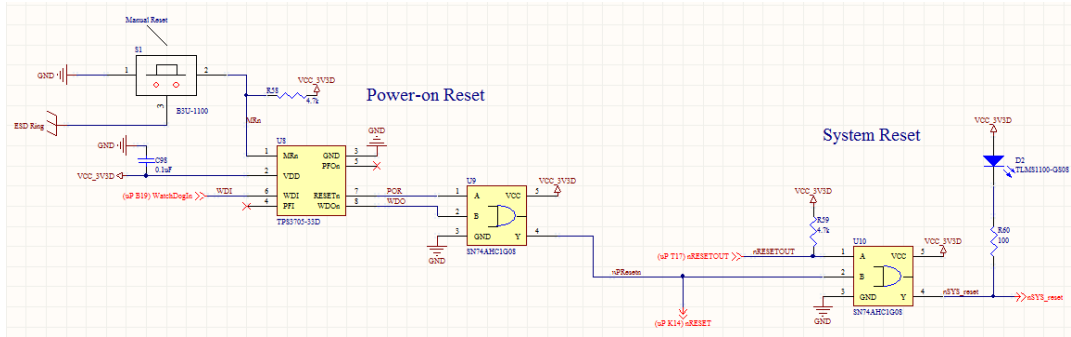 Manual Reset
S1
GND
1
2
3
B3U-1100
ESD Ring
R58
4.7k
VCC_3V3D
MRn
Power-on Reset
GND
C98
0.1uF
VCC_3V3D
(uP B19) WatchDogIn
WDI
U8
1 MRn GND 3
PFOn 5
2 VDD
6 WDI RESETn 7
4 PFI WDOn 8
TPS3705-33D
GND
POR
WDO
U9
1 A VCC 5
2 B
3 GND Y 4
SN74AHC1G08
VCC_3V3D
GND
nPResetn
(uP K14) nRESET
System Reset
VCC_3V3D
R59
4.7k
(uP T17) nRESETOUT
nRESETOUT
U10
1 A VCC 5
2 B
3 GND Y 4
SN74AHC1G08
VCC_3V3D
GND
VCC_3V3D
D2
TLMS1100-GS08
R60
100
nSYS_reset
nSYS_reset